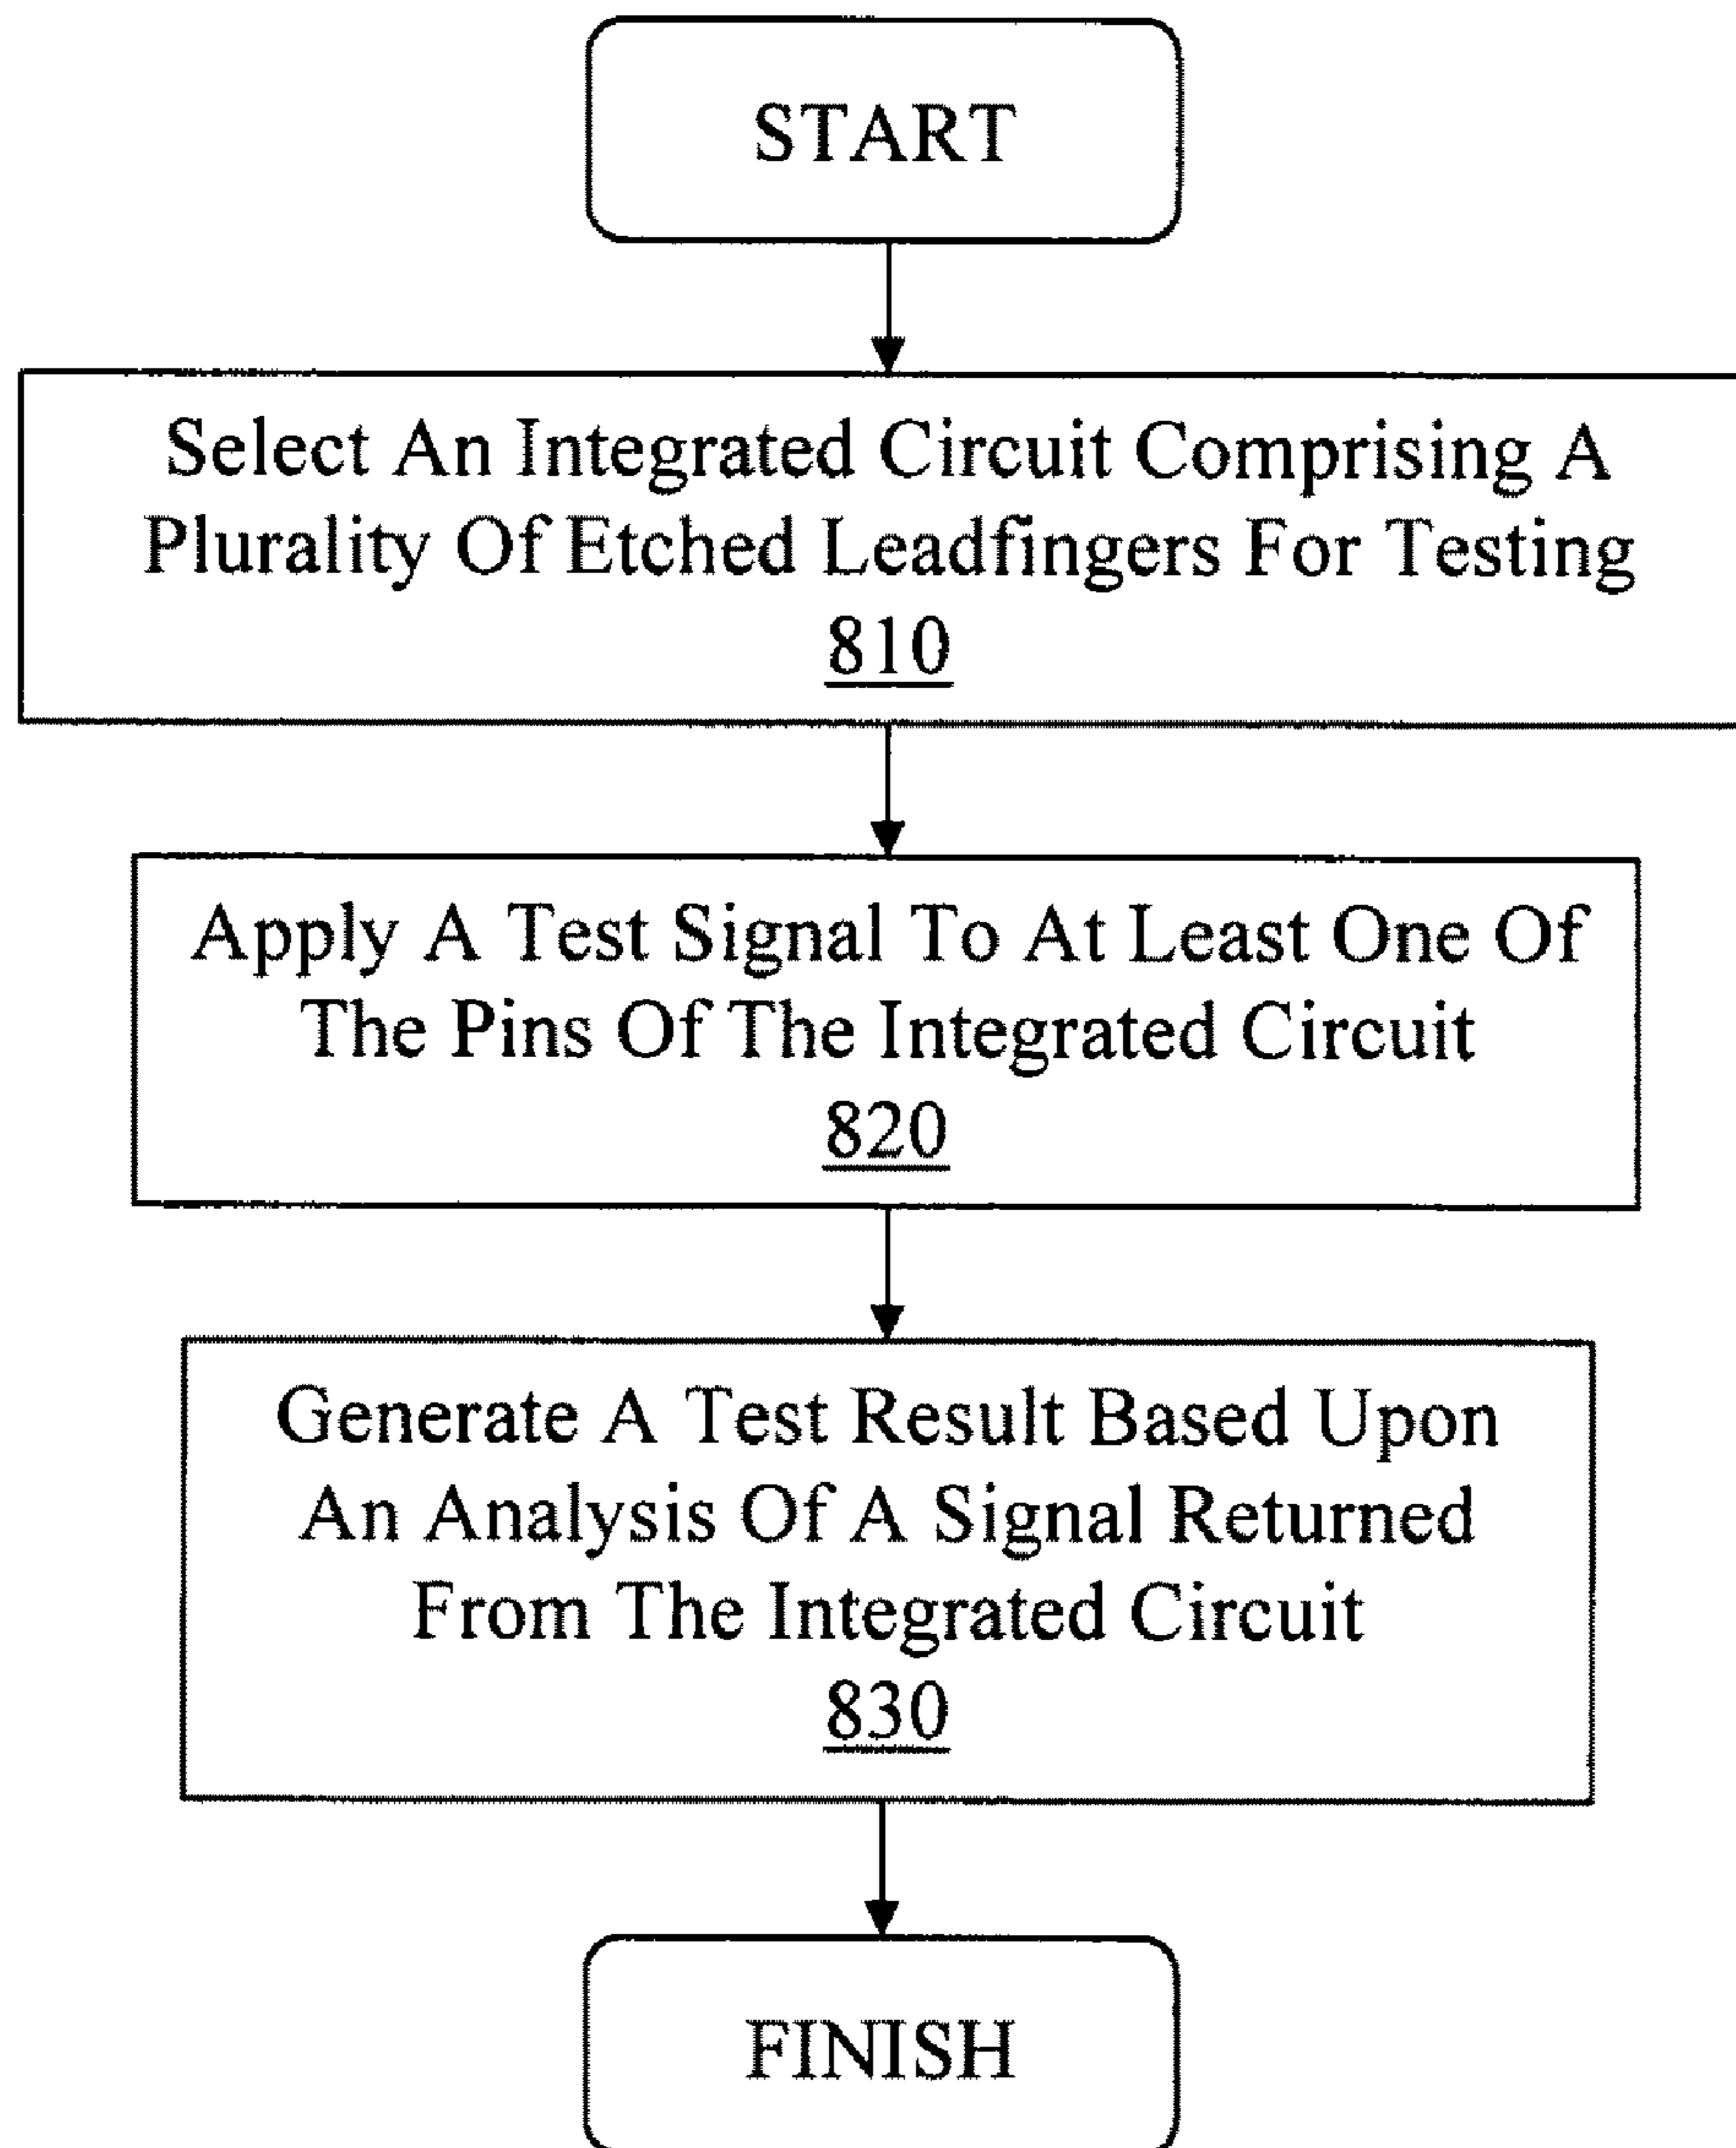 START
Select An Integrated Circuit Comprising A
Plurality Of Etched Leadfingers For Testing
810
Apply A Test Signal To At Least One Of
The Pins Of The Integrated Circuit
820
Generate A Test Result Based Upon
An Analysis Of A Signal Returned
From The Integrated Circuit
830
FINISH